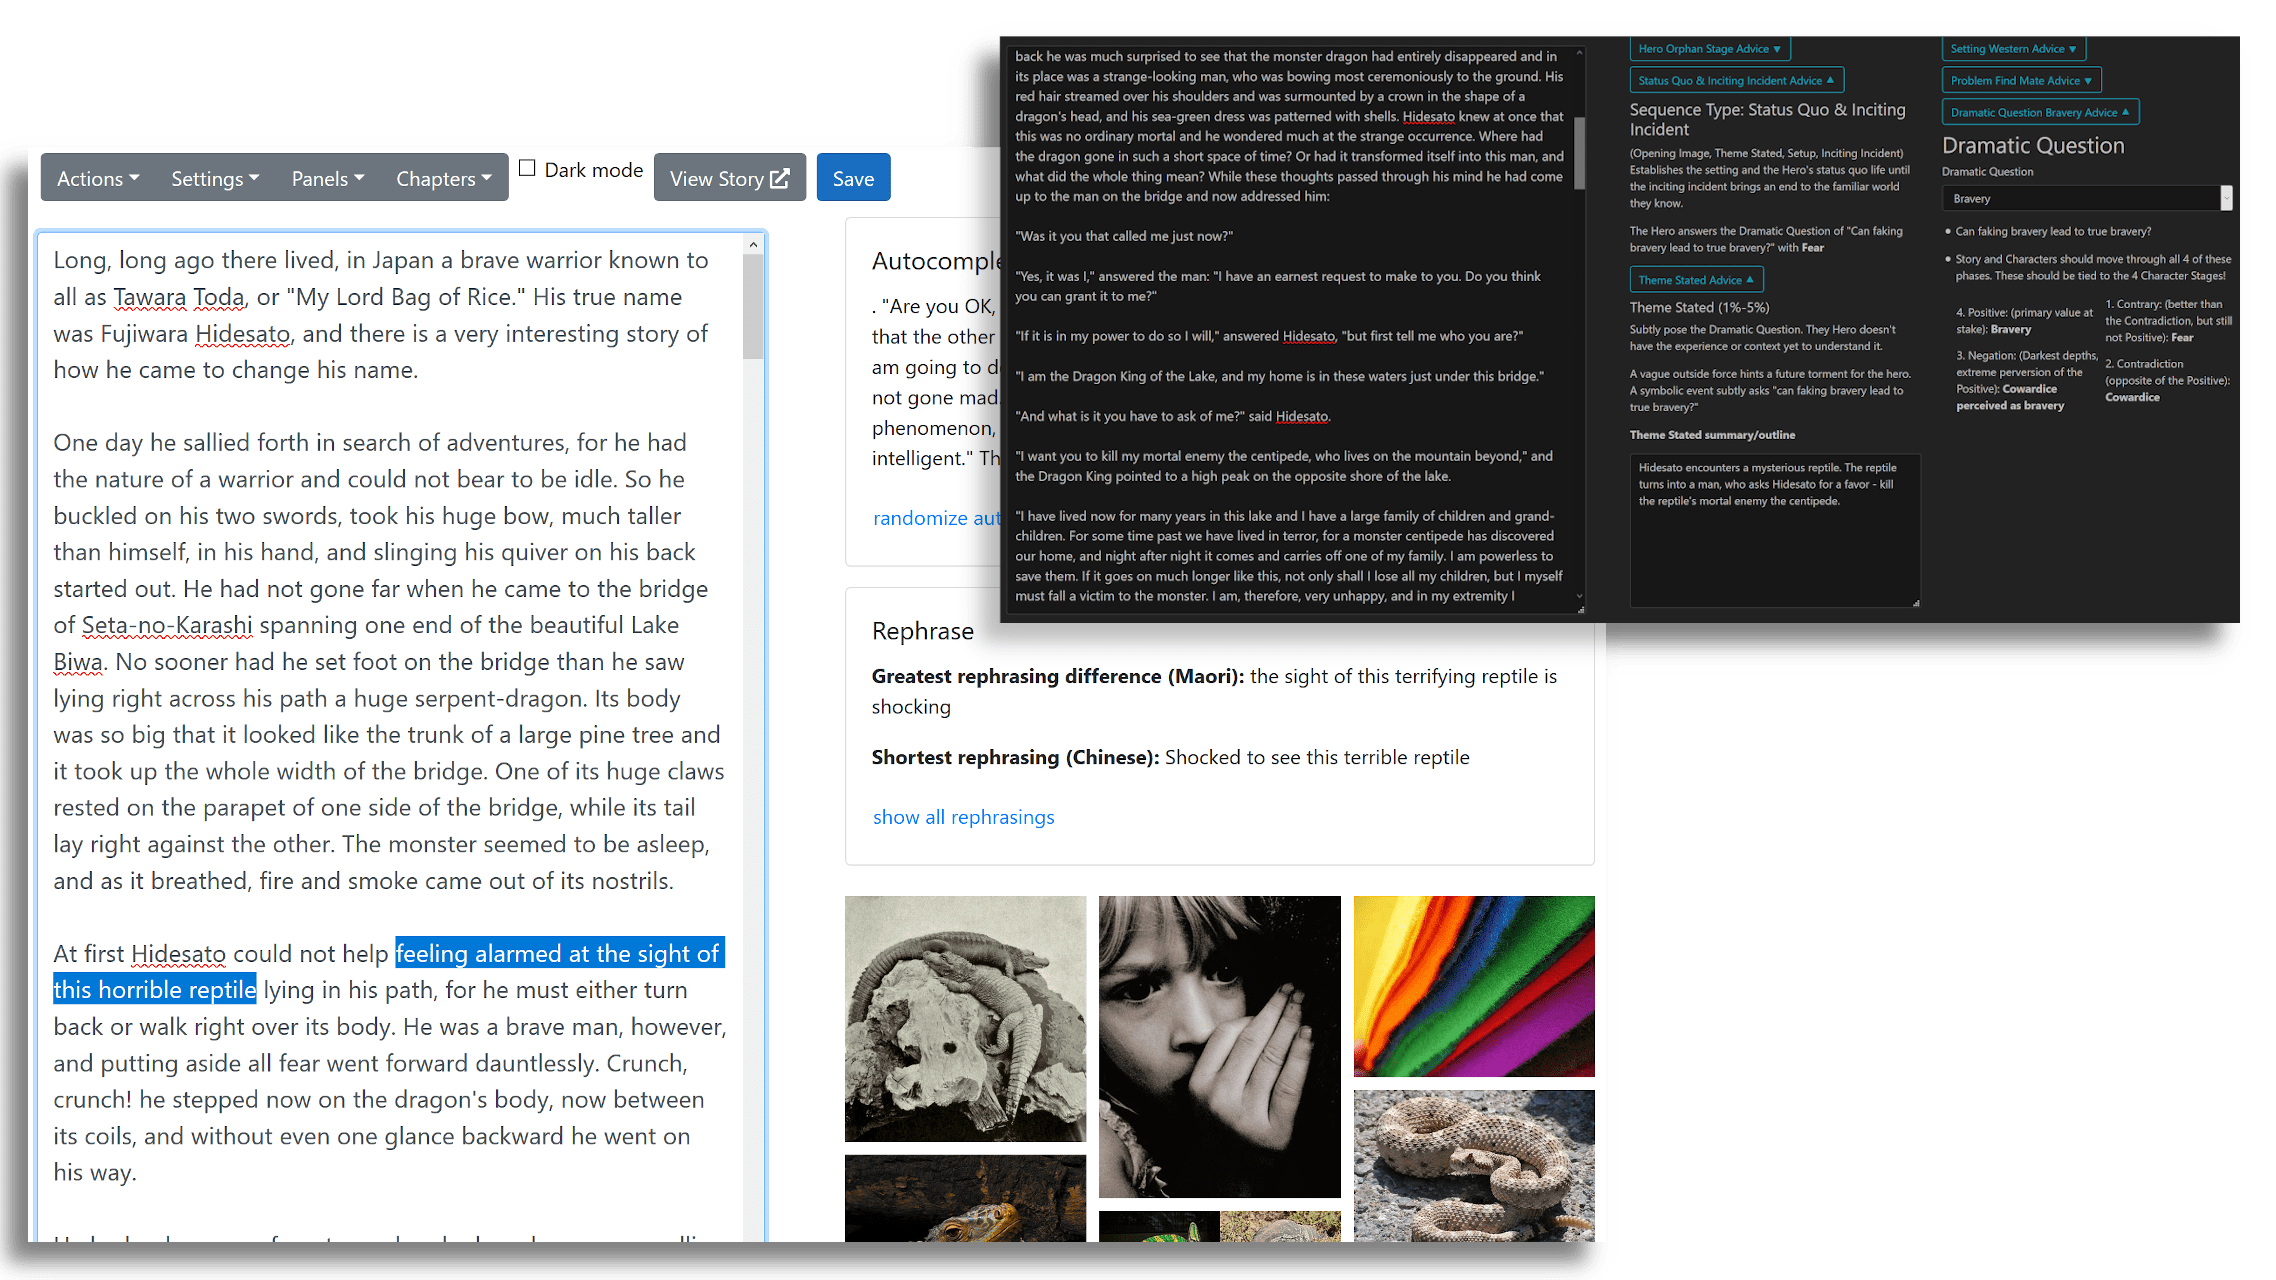 Actions
Settings
Panels
Chapters
Dark mode
View Story
Save
Long, long ago there lived, in Japan a brave warrior known to
all as Tawara Toda, or "My Lord Bag of Rice." His true name
was Fujiwara Hidesato, and there is a very interesting story of
how he came to change his name.
One day he sallied forth in search of adventures, for he had
the nature of a warrior and could not bear to be idle. So he
buckled on his two swords, took his huge bow, much taller
than himself, in his hand, and slinging his quiver on his back
started out. He had not gone far when he came to the bridge
of Seta-no-Karashi spanning one end of the beautiful Lake
Biwa. No sooner had he set foot on the bridge than he saw
lying right across his path a huge serpent-dragon. Its body
was so big that it looked like the trunk of a large pine tree and
it took up the whole width of the bridge. One of its huge claws
rested on the parapet of one side of the bridge, while its tail
lay right against the other. The monster seemed to be asleep,
and as it breathed, fire and smoke came out of its nostrils.
At first Hidesato could not help feeling alarmed at the sight of
this horrible reptile lying in his path, for he must either turn
back or walk right over its body. He was a brave man, however,
and putting aside all fear went forward dauntlessly. Crunch,
crunch! he stepped now on the dragon's body, now between
its coils, and without even one glance backward he went on
his way.
Autocomple
. "Are you OK,
that the other
am going to d
not gone mad.
phenomenon,
intelligent." Th
randomize aut
Rephrase
Greatest rephrasing difference (Maori): the sight of this terrifying reptile is
shocking
Shortest rephrasing (Chinese): Shocked to see this terrible reptile
show all rephrasings
back he was much surprised to see that the monster dragon had entirely disappeared and in
its place was a strange-looking man, who was bowing most ceremoniously to the ground. His
red hair streamed over his shoulders and was surmounted by a crown in the shape of a
dragon's head, and his sea-green dress was patterned with shells. Hidesato knew at once that
this was no ordinary mortal and he wondered much at the strange occurrence. Where had
the dragon gone in such a short space of time? Or had it transformed itself into this man, and
what did the whole thing mean? While these thoughts passed through his mind he had come
up to the man on the bridge and now addressed him:
"Was it you that called me just now?"
"Yes, it was I," answered the man: "I have an earnest request to make to you. Do you think
you can grant it to me?"
"If it is in my power to do so I will," answered Hidesato, "but first tell me who you are?"
"I am the Dragon King of the Lake, and my home is in these waters just under this bridge."
"And what is it you have to ask of me?" said Hidesato.
"I want you to kill my mortal enemy the centipede, who lives on the mountain beyond," and
the Dragon King pointed to a high peak on the opposite shore of the lake.
"I have lived now for many years in this lake and I have a large family of children and grand-
children. For some time past we have lived in terror, for a monster centipede has discovered
our home, and night after night it comes and carries off one of my family. I am powerless to
save them. If it goes on much longer like this, not only shall I lose all my children, but I myself
must fall a victim to the monster. I am, therefore, very unhappy, and in my extremity I
Hero Orphan Stage Advice
Status Quo & Inciting Incident Advice
Sequence Type: Status Quo & Inciting
Incident
(Opening Image, Theme Stated, Setup, Inciting Incident)
Establishes the setting and the Hero's status quo life until
the inciting incident brings an end to the familiar world
they know.
The Hero answers the Dramatic Question of "Can faking
bravery lead to true bravery?" with Fear
Theme Stated Advice
Theme Stated (1%-5%)
Subtly pose the Dramatic Question. They Hero doesn't
have the experience or context yet to understand it.
A vague outside force hints a future torment for the hero.
A symbolic event subtly asks "can faking bravery lead to
true bravery?"
Theme Stated summary/outline
Hidesato encounters a mysterious reptile. The reptile
turns into a man, who asks Hidesato for a favor - kill
the reptile's mortal enemy the centipede.
Setting Western Advice
Problem Find Mate Advice
Dramatic Question Bravery Advice
Dramatic Question
Dramatic Question
Bravery
Can faking bravery lead to true bravery?
Story and Characters should move through all 4 of these
phases. These should be tied to the 4 Character Stages!
4. Positive: (primary value at
stake): Bravery
1. Contrary: (better than
the Contradiction, but still
not Positive): Fear
3. Negation: (Darkest depths,
extreme perversion of the
Positive): Cowardice
perceived as bravery
2. Contradiction
(opposite of the Positive):
Cowardice